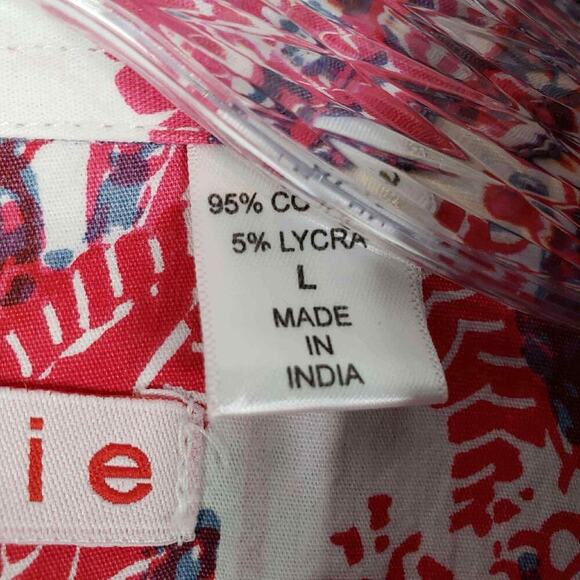 95% CO
5% LYCRA
L
MADE
IN
INDIA
ie